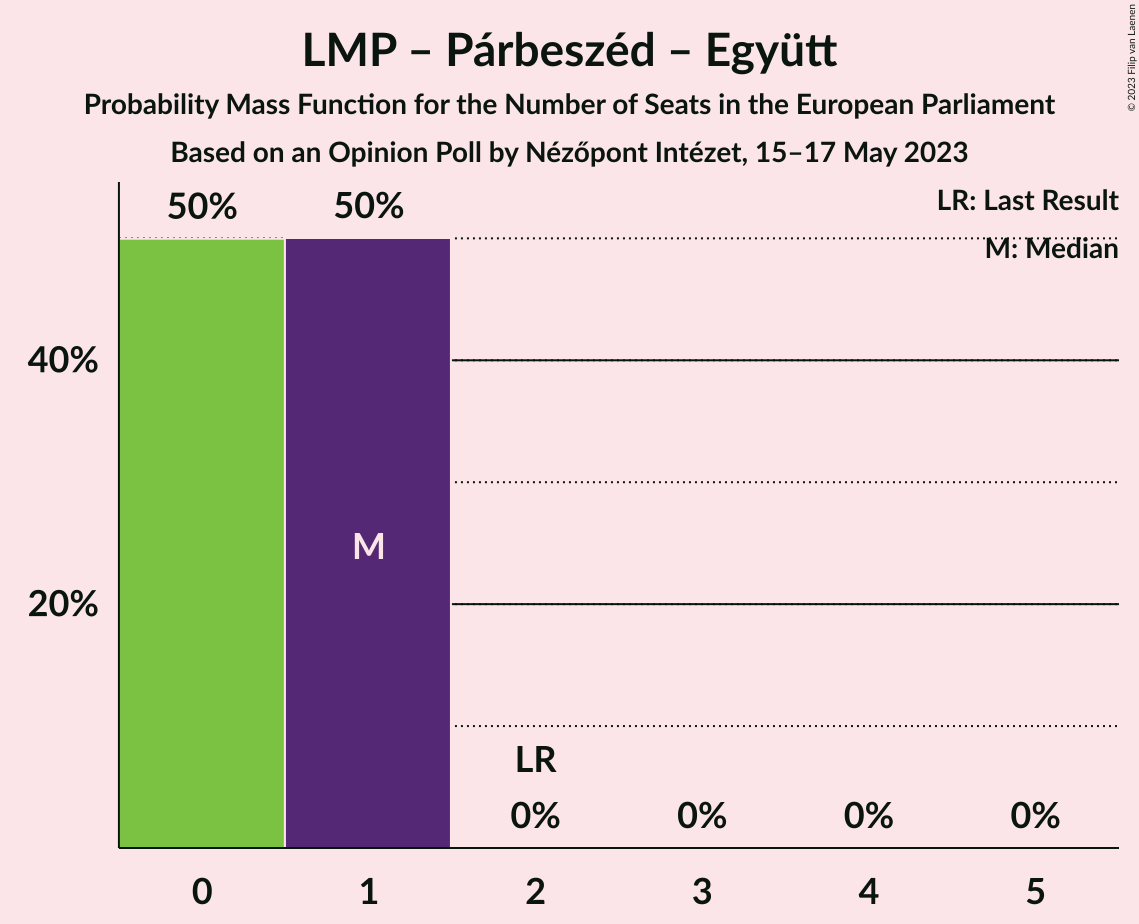 LMP – Párbeszéd – Együtt
Probability Mass Function for the Number of Seats in the European Parliament
Based on an Opinion Poll by Nézőpont Intézet, 15–17 May 2023
© 2023 Filip van Laenen
50% 50%
LR: Last Result
M: Median
40%
M
20%
LR
0% 0% 0% 0%
0 1 2 3 4 5